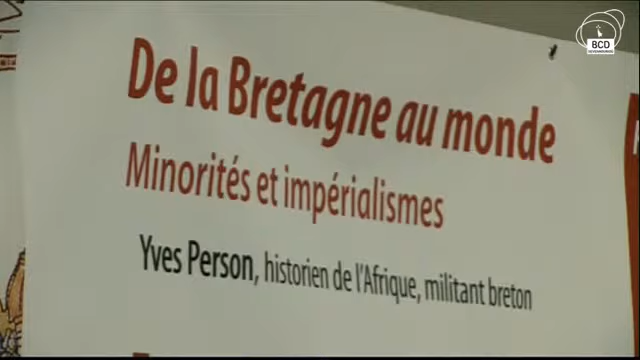 De la Bretagne au monde
Minorités et impérialismes
Yves Person, historien de l'Afrique, militant breton
BCD